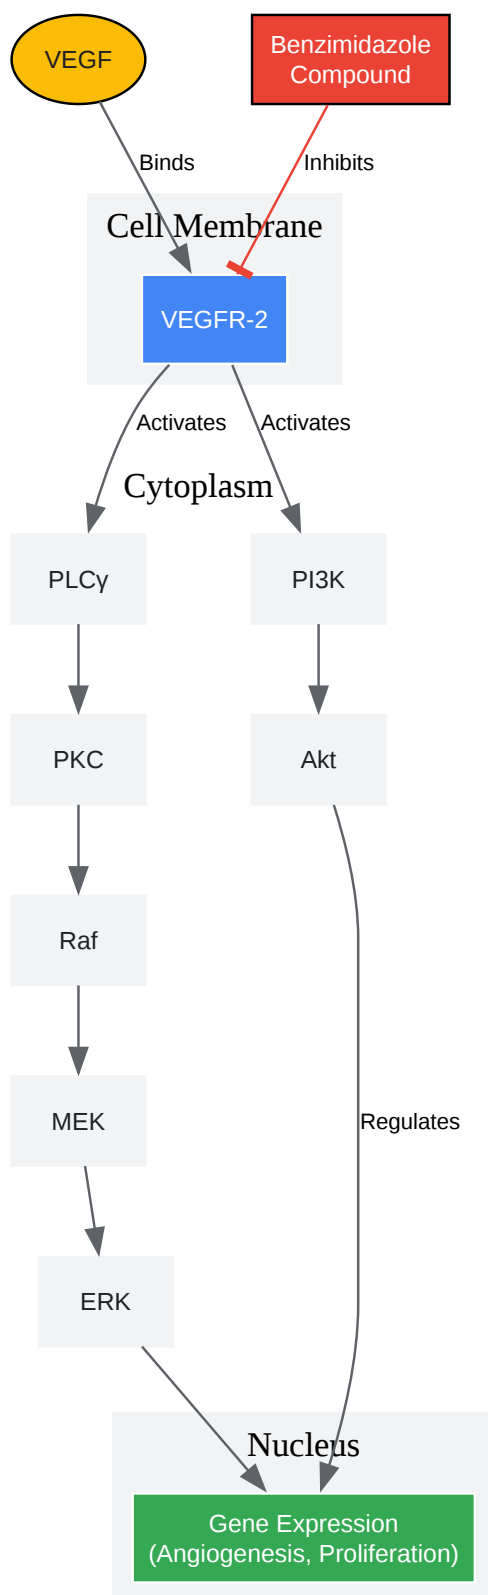 VEGF
Benzimidazole
Compound
Binds
Inhibits
Cell Membrane
VEGFR-2
Activates
Activates
Cytoplasm
PLCγ
PI3K
PKC
Akt
Raf
MEK
Regulates
ERK
Nucleus
Gene Expression
(Angiogenesis, Proliferation)